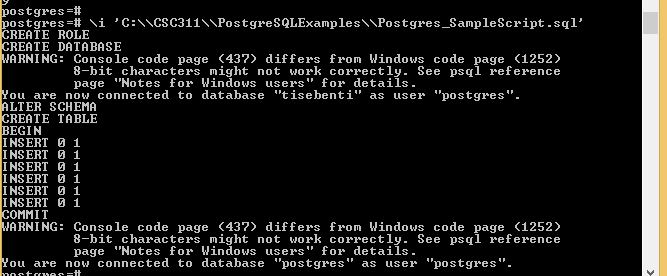 postgres=#
postgres=# \i 'C:\\CSC311\\PostgreSQLExamples\\Postgres_SampleScript.sql'
CREATE ROLE
CREATE DATABASE
WARNING: Console code page (437) differs from Windows code page (1252)
         8-bit characters might not work correctly. See psql reference
         page "Notes for Windows users" for details.
You are now connected to database "tisebenti" as user "postgres".
ALTER SCHEMA
CREATE TABLE
BEGIN
INSERT 0 1
INSERT 0 1
INSERT 0 1
INSERT 0 1
INSERT 0 1
INSERT 0 1
COMMIT
WARNING: Console code page (437) differs from Windows code page (1252)
         8-bit characters might not work correctly. See psql reference
         page "Notes for Windows users" for details.
You are now connected to database "postgres" as user "postgres".
postgres=#